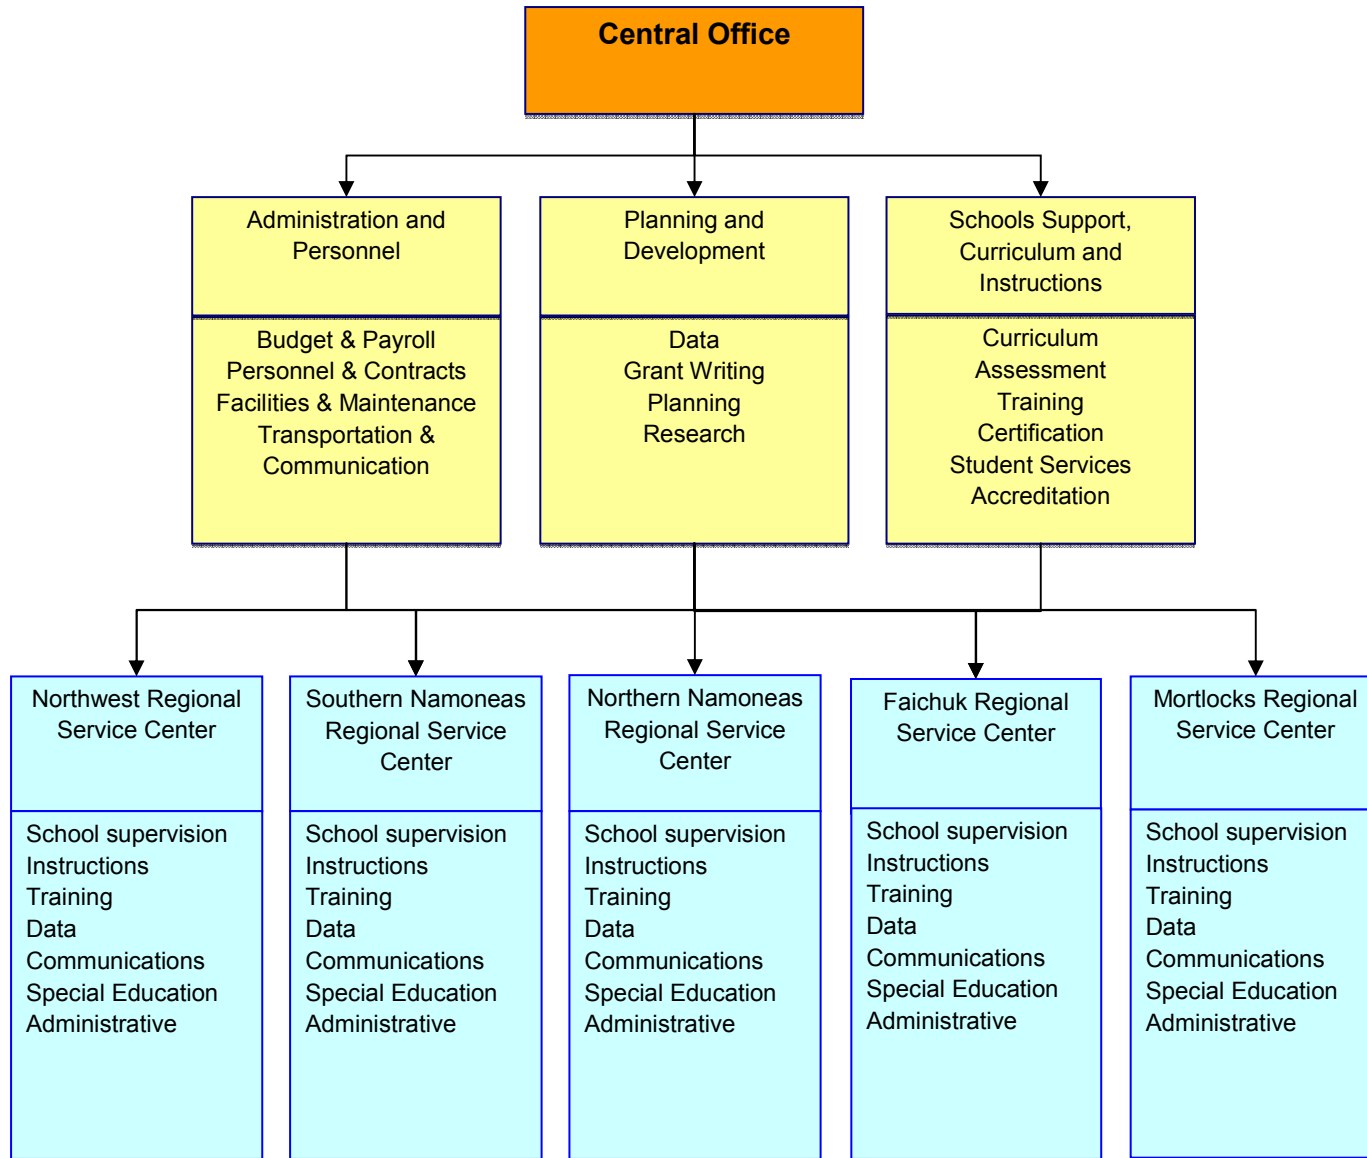 Central Office
Administration and
Personnel
Budget & Payroll
Personnel & Contracts
Facilities & Maintenance
Transportation &
Communication
Planning and
Development
Data
Grant Writing
Planning
Research
Schools Support,
Curriculum and
Instructions
Curriculum
Assessment
Training
Certification
Student Services
Accreditation
Northwest Regional
Service Center
School supervision
Instructions
Training
Data
Communications
Special Education
Administrative
Southern Namoneas
Regional Service
Center
School supervision
Instructions
Training
Data
Communications
Special Education
Administrative
Northern Namoneas
Regional Service
Center
School supervision
Instructions
Training
Data
Communications
Special Education
Administrative
Faichuk Regional
Service Center
School supervision
Instructions
Training
Data
Communications
Special Education
Administrative
Mortlocks Regional
Service Center
School supervision
Instructions
Training
Data
Communications
Special Education
Administrative